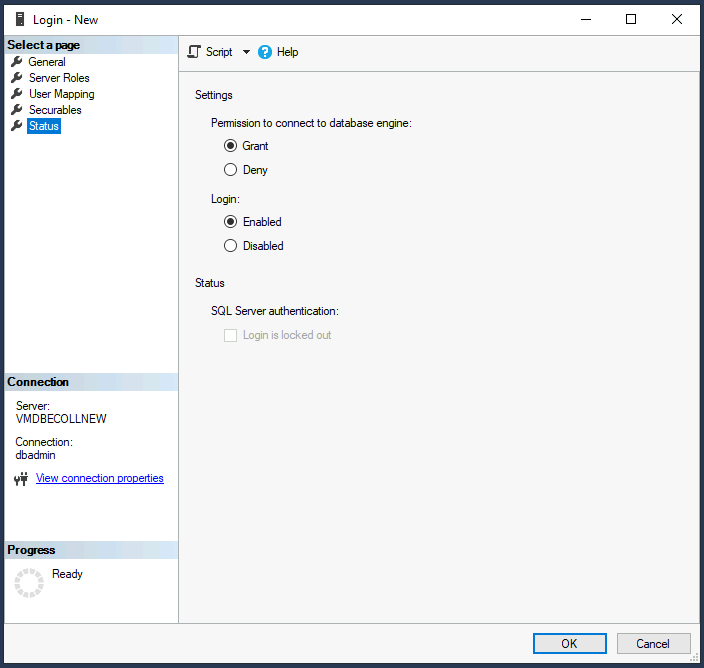 Login - New
Select a page
General
Server Roles
User Mapping
Securables
Status
Connection
Server:
VMDBECOLLNEW
Connection:
dbadmin
View connection properties
Progress
Ready
Script
Help
Settings
Permission to connect to database engine:
Grant
Deny
Login:
Enabled
Disabled
Status
SQL Server authentication:
Login is locked out
OK
Cancel